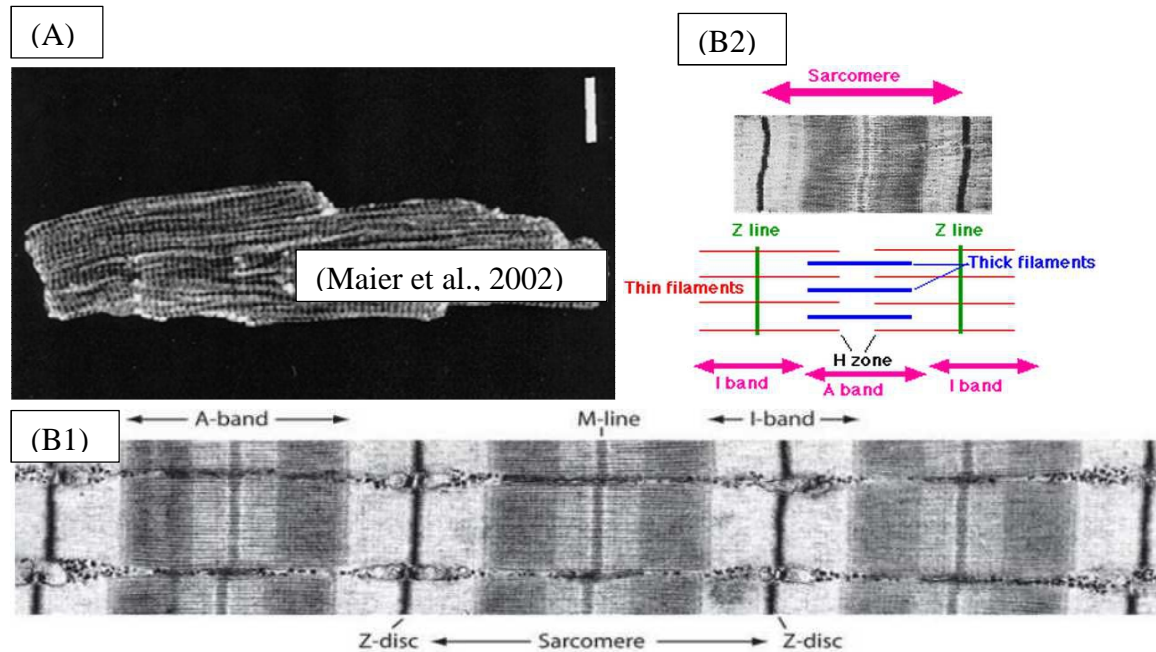 (A)
(Maier et al., 2002)
(B2)
Sarcomere
Z line Z line
Thick filaments
Thin filaments
H zone
I band A band I band
(B1)
A-band M-line I-band
Z-disc Sarcomere Z-disc